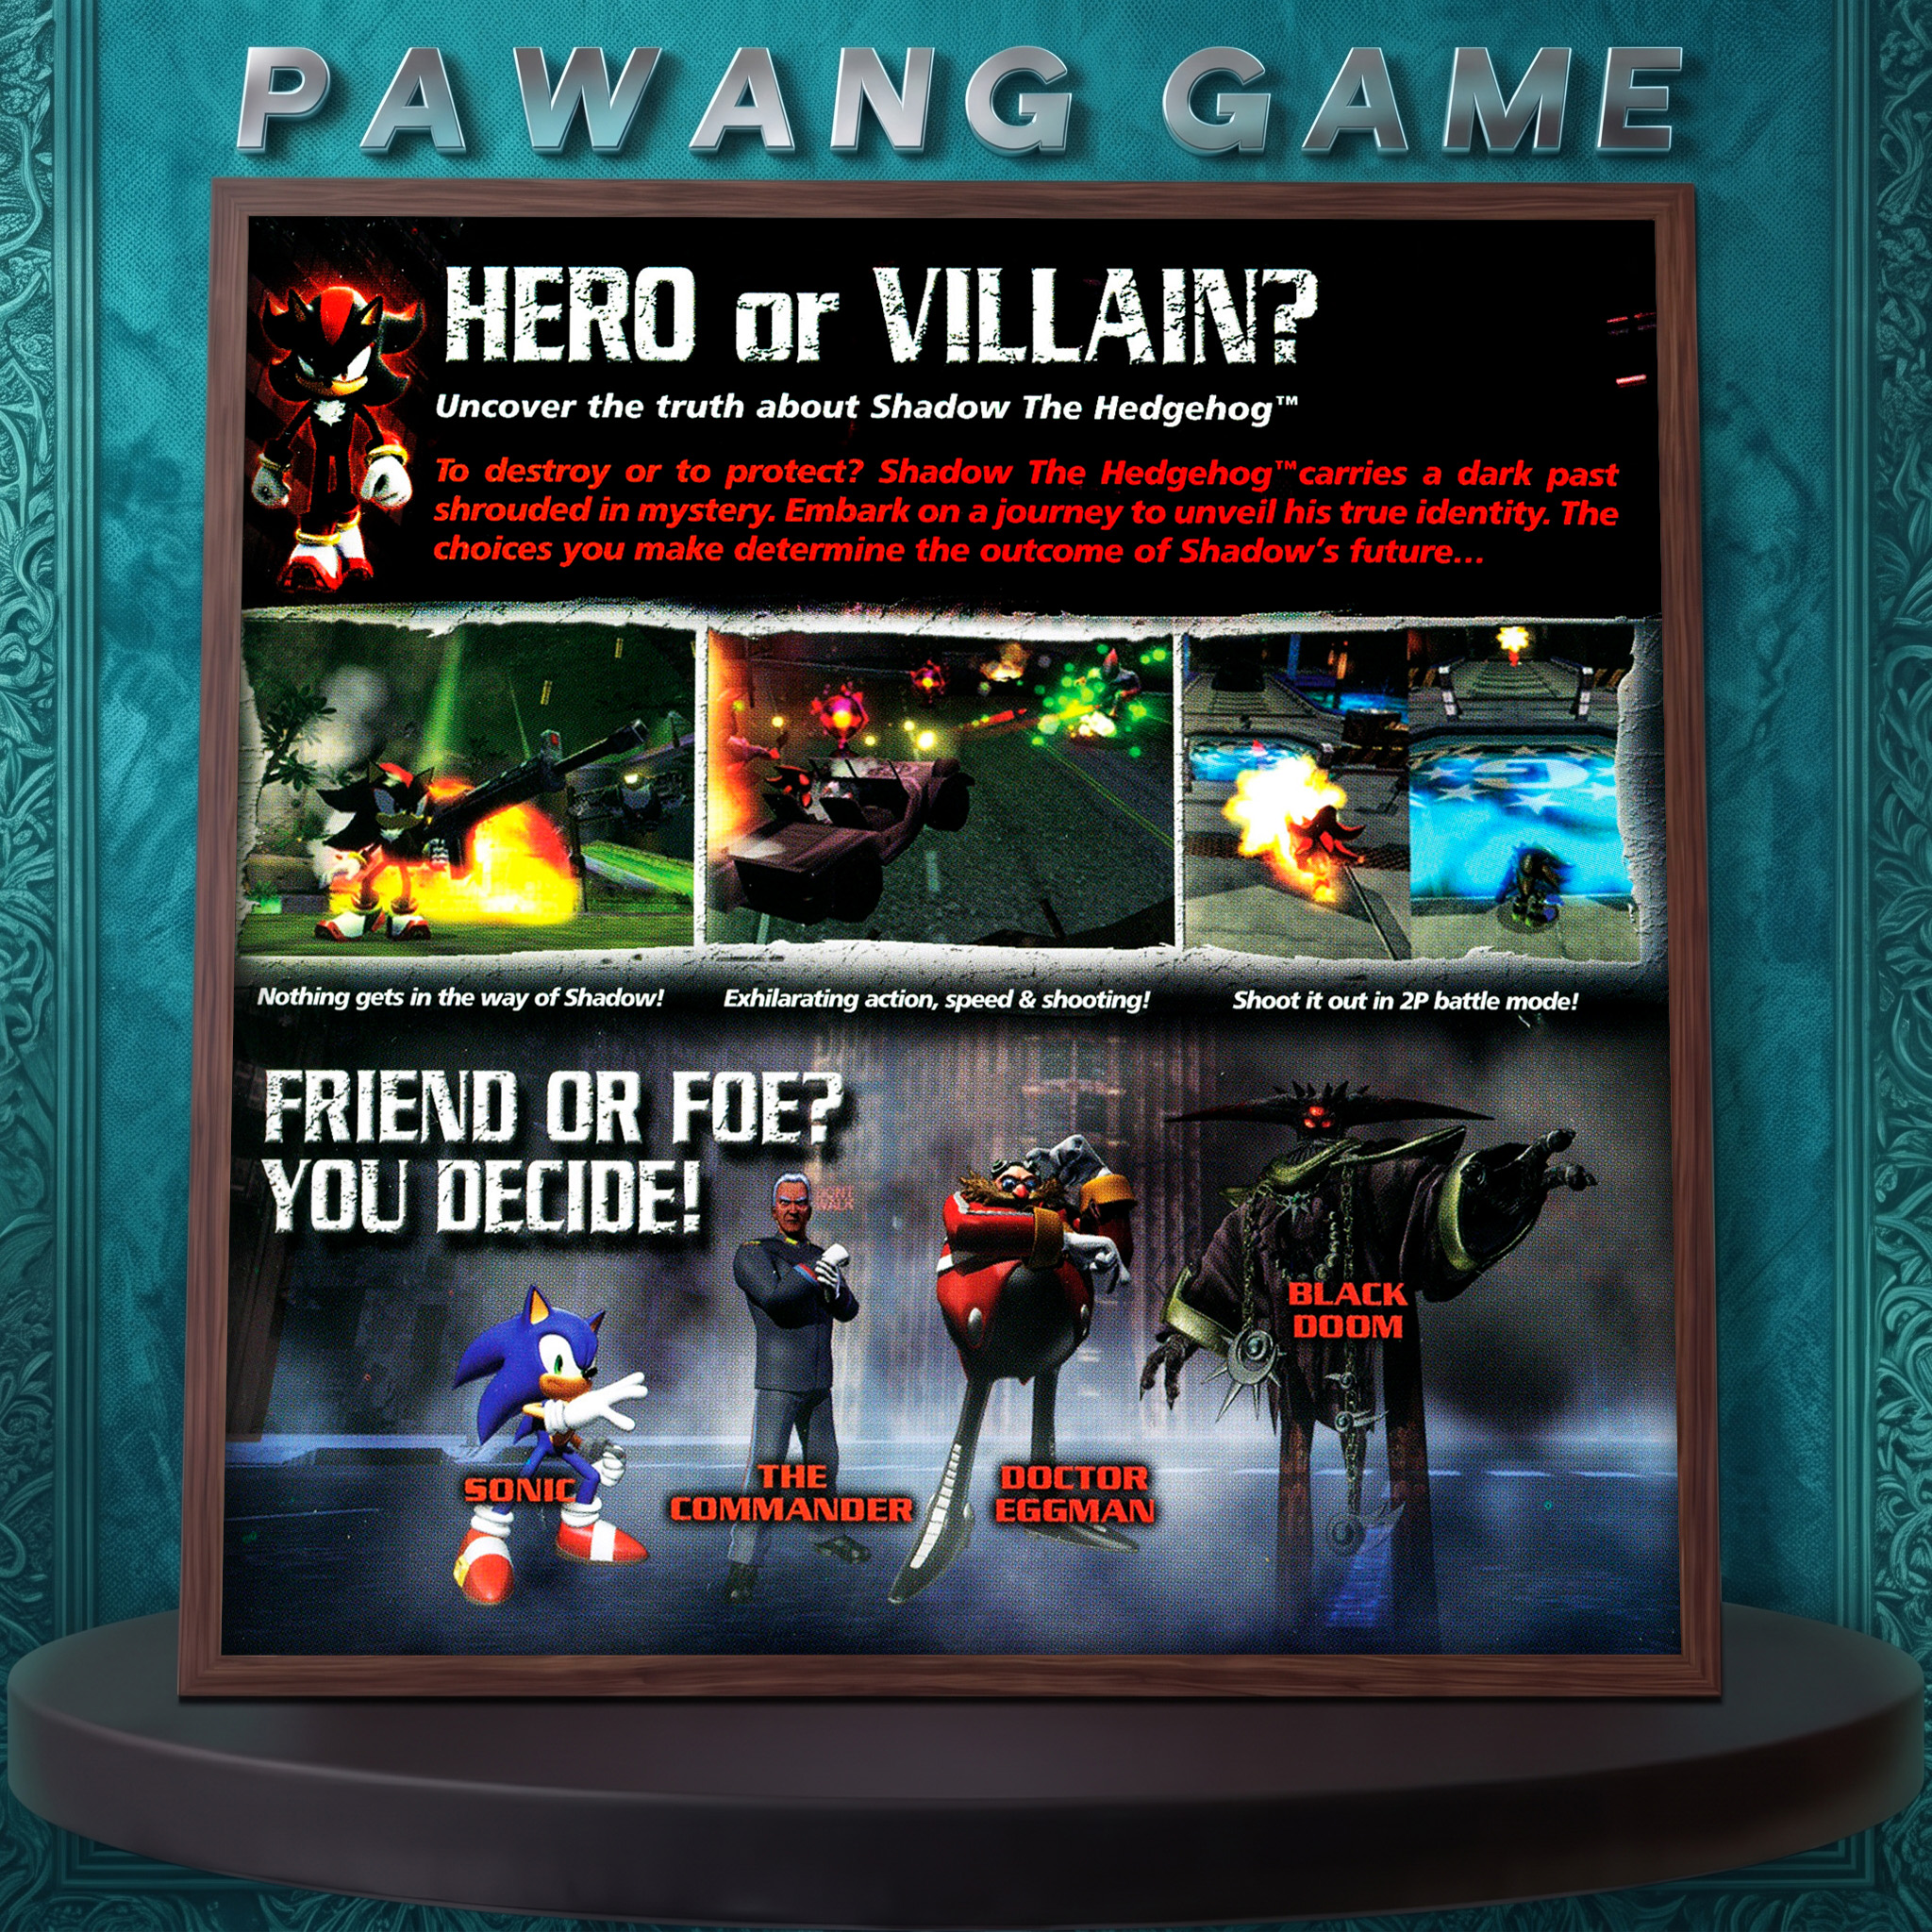 PAWANG GAME
HERO or VILLAIN?
Uncover the truth about Shadow The Hedgehog™
To destroy or to protect? Shadow The Hedgehog™carries a dark past
shrouded in mystery. Embark on a journey to unveil his true identity. The
choices you make determine the outcome of Shadow's future...
Nothing gets in the way of Shadow!
Exhilarating action, speed & shooting!
Shoot it out in 2P battle mode!
FRIEND OR FOE?
YOU DECIDE!
SONIC
THE
COMMANDER
DOCTOR
EGGMAN
BLACK
DOOM